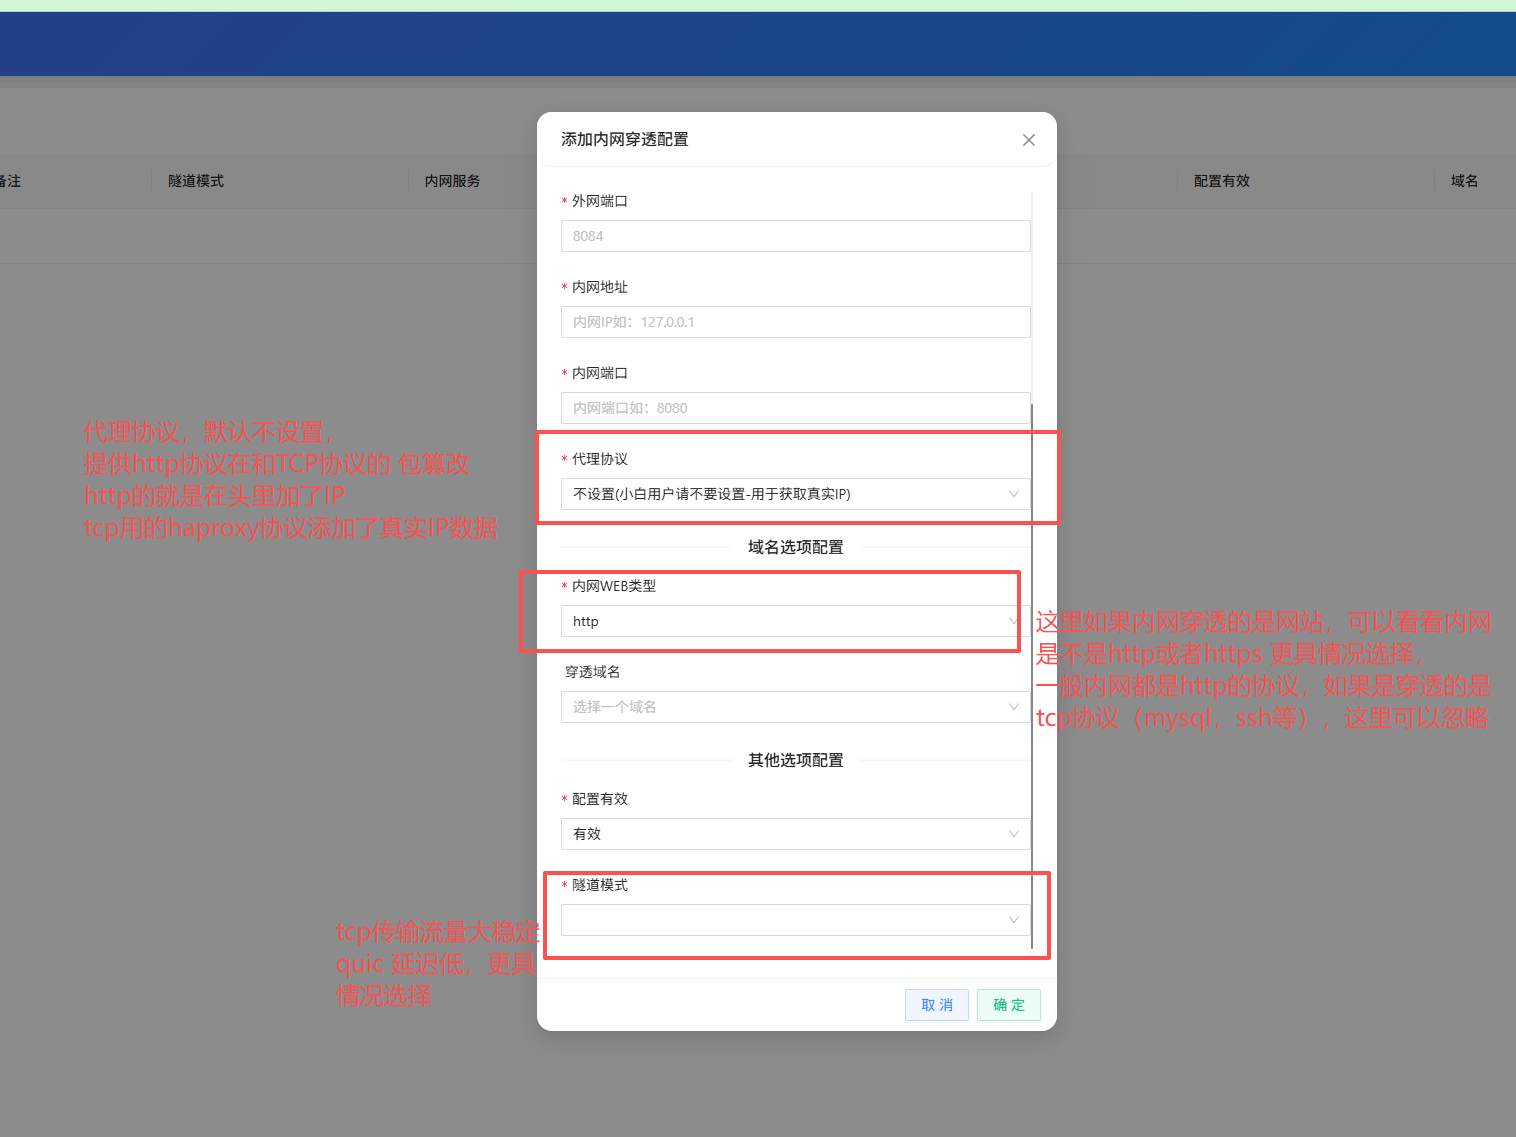 添加内网穿透配置
备注
隧道模式
内网服务
配置有效
域名
* 外网端口
8084
* 内网地址
内网IP如：127.0.0.1
* 内网端口
内网端口如：8080
* 代理协议
不设置(小白用户请不要设置-用于获取真实IP)
代理协议，默认不设置，
提供http协议在和TCP协议的 包篡改
http的就是在头里加了IP
tcp用的haproxy协议添加了真实IP数据
域名选项配置
* 内网WEB类型
http
这里如果内网穿透的是网站，可以看看内网
是不是http或者https 更具情况选择，
一般内网都是http的协议，如果是穿透的是
tcp协议（mysql，ssh等），这里可以忽略
穿透域名
选择一个域名
其他选项配置
* 配置有效
有效
* 隧道模式
tcp传输流量大稳定
quic 延迟低，更具
情况选择
取 消
确 定